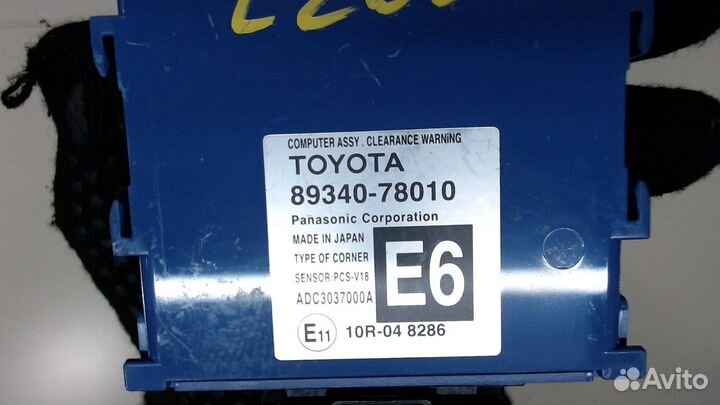 COMPUTER ASSY . CLEARANCE WARNING
TOYOTA
89340-78010
Panasonic Corporation
MADE IN JAPAN
TYPE OF CORNER
SENSOR:PCS-V18
ADC3037000A
E6
E11 10R-04 8286
Avito